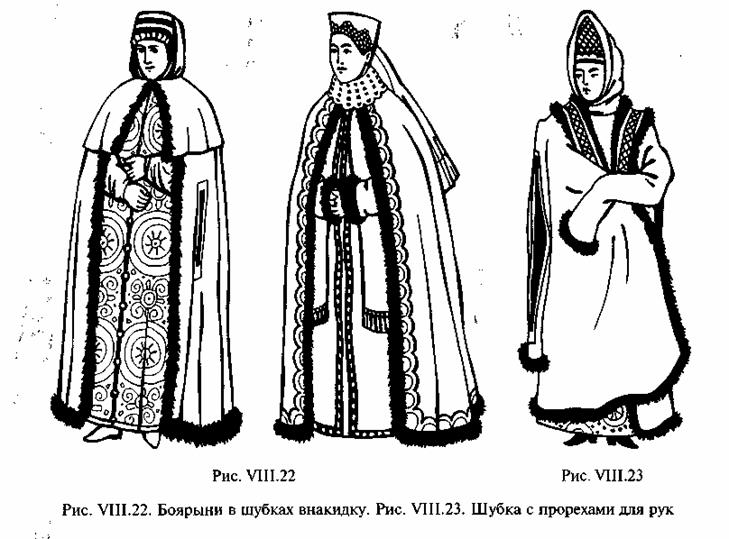 Рис. VIII.22
Рис. VIII.23
Рис. VIII.22. Боярыни в шубках внакидку. Рис. VIII.23. Шубка с прорехами для рук